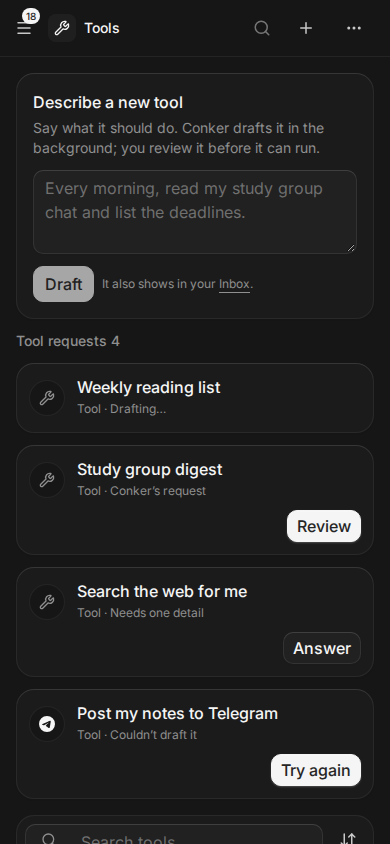 18
Tools
Describe a new tool
Say what it should do. Conker drafts it in the
background; you review it before it can run.
Every morning, read my study group
chat and list the deadlines.
Draft
It also shows in your Inbox.
Tool requests 4
Weekly reading list
Tool · Drafting…
Study group digest
Tool · Conker’s request
Review
Search the web for me
Tool · Needs one detail
Answer
Post my notes to Telegram
Tool · Couldn’t draft it
Try again
Search tools